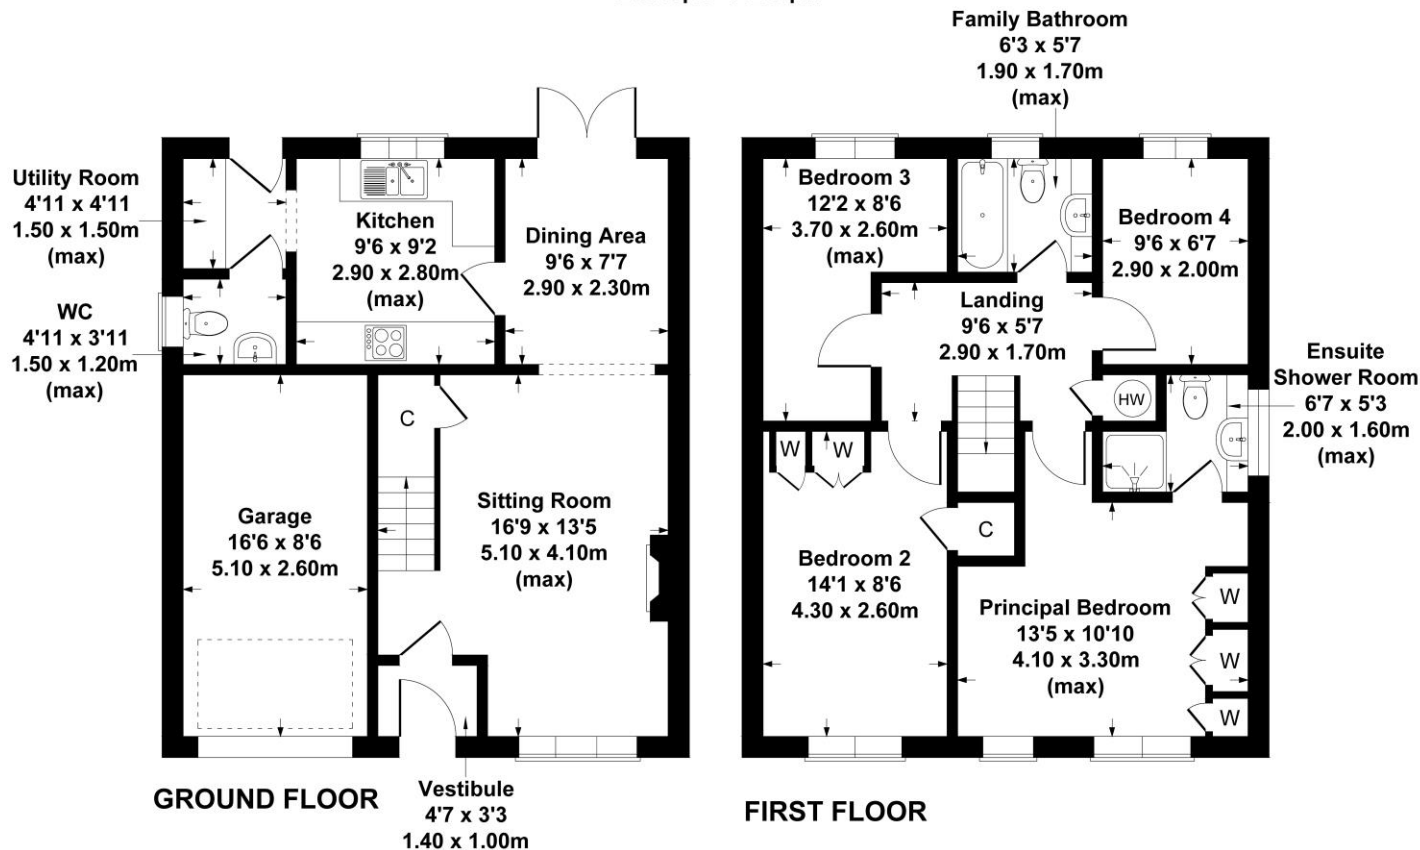 Family Bathroom
6'3 x 5'7
1.90 x 1.70m
(max)
Utility Room
4'11 x 4'11
1.50 x 1.50m
(max)
Kitchen
9'6 x 9'2
2.90 x 2.80m
(max)
Dining Area
9'6 x 7'7
2.90 x 2.30m
WC
4'11 x 3'11
1.50 x 1.20m
(max)
C
Garage
16'6 x 8'6
5.10 x 2.60m
Sitting Room
16'9 x 13'5
5.10 x 4.10m
(max)
Vestibule
4'7 x 3'3
1.40 x 1.00m
GROUND FLOOR
Bedroom 3
12'2 x 8'6
3.70 x 2.60m
(max)
Bedroom 4
9'6 x 6'7
2.90 x 2.00m
Landing
9'6 x 5'7
2.90 x 1.70m
Ensuite
Shower Room
6'7 x 5'3
2.00 x 1.60m
(max)
HW
W
W
C
Bedroom 2
14'1 x 8'6
4.30 x 2.60m
Principal Bedroom
13'5 x 10'10
4.10 x 3.30m
(max)
W
W
W
FIRST FLOOR